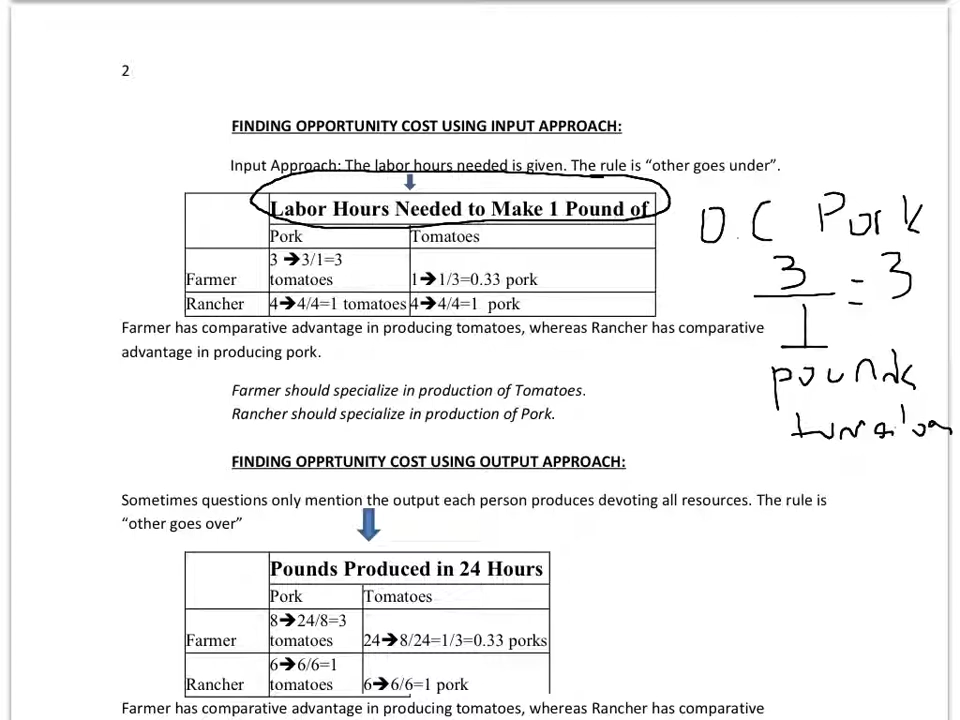 2
FINDING OPPORTUNITY COST USING INPUT APPROACH:
Input Approach: The labor hours needed is given. The rule is “other goes under”.
Labor Hours Needed to Make 1 Pound of
Pork Tomatoes
Farmer 3➔3/1=3 tomatoes 1➔1/3=0.33 pork
Rancher 4➔4/4=1 tomatoes 4➔4/4=1 pork
Farmer has comparative advantage in producing tomatoes, whereas Rancher has comparative
advantage in producing pork.
Farmer should specialize in production of Tomatoes.
Rancher should specialize in production of Pork.
O.C Pork
3/1 = 3
pounds
FINDING OPPRTUNITY COST USING OUTPUT APPROACH:
Sometimes questions only mention the output each person produces devoting all resources. The rule is
“other goes over”
Pounds Produced in 24 Hours
Pork Tomatoes
Farmer 8➔24/8=3 tomatoes 24➔8/24=1/3=0.33 porks
Rancher 6➔6/6=1 tomatoes 6➔6/6=1 pork
Farmer has comparative advantage in producing tomatoes, whereas Rancher has comparative